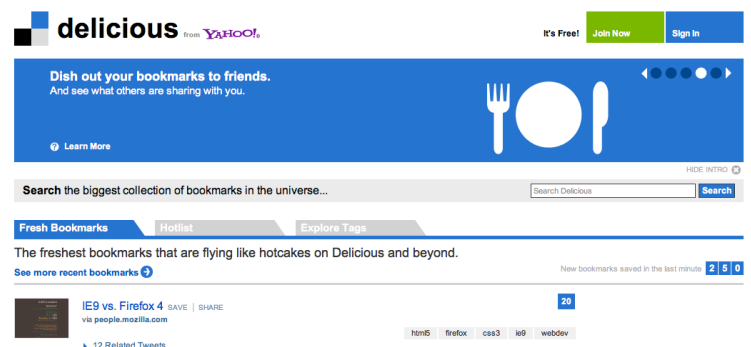 delicious from YAHOO!®
It's Free! Join Now Sign In
Dish out your bookmarks to friends.
And see what others are sharing with you.
? Learn More
HIDE INTRO
Search the biggest collection of bookmarks in the universe...
Search Delicious Search
Fresh Bookmarks Hotlist Explore Tags
The freshest bookmarks that are flying like hotcakes on Delicious and beyond.
See more recent bookmarks
New bookmarks saved in the last minute 2 5 0
IE9 vs. Firefox 4 SAVE | SHARE
20
via people.mozilla.com
html5 firefox css3 ie9 webdev
12 Related Tweets